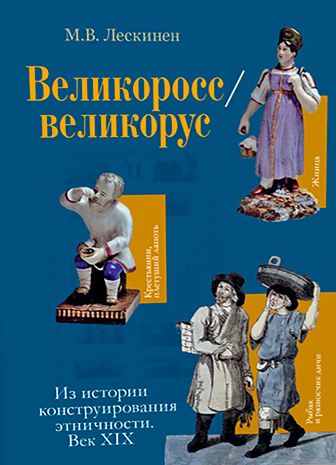 М.В. Лескинен
Великоросс/
великорус
Жница
Крестьянин,
плетущий лапоть
Рыбак
и разносчик дичи
Из истории
конструирования
этничности.
Век XIX